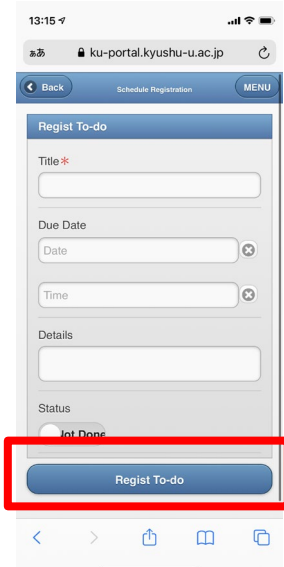 13:15
ぁあ ku-portal.kyushu-u.ac.jp
Back Schedule Registration MENU
Regist To-do
Title*
Due Date
Date
Time
Details
Status
Not Done
Regist To-do